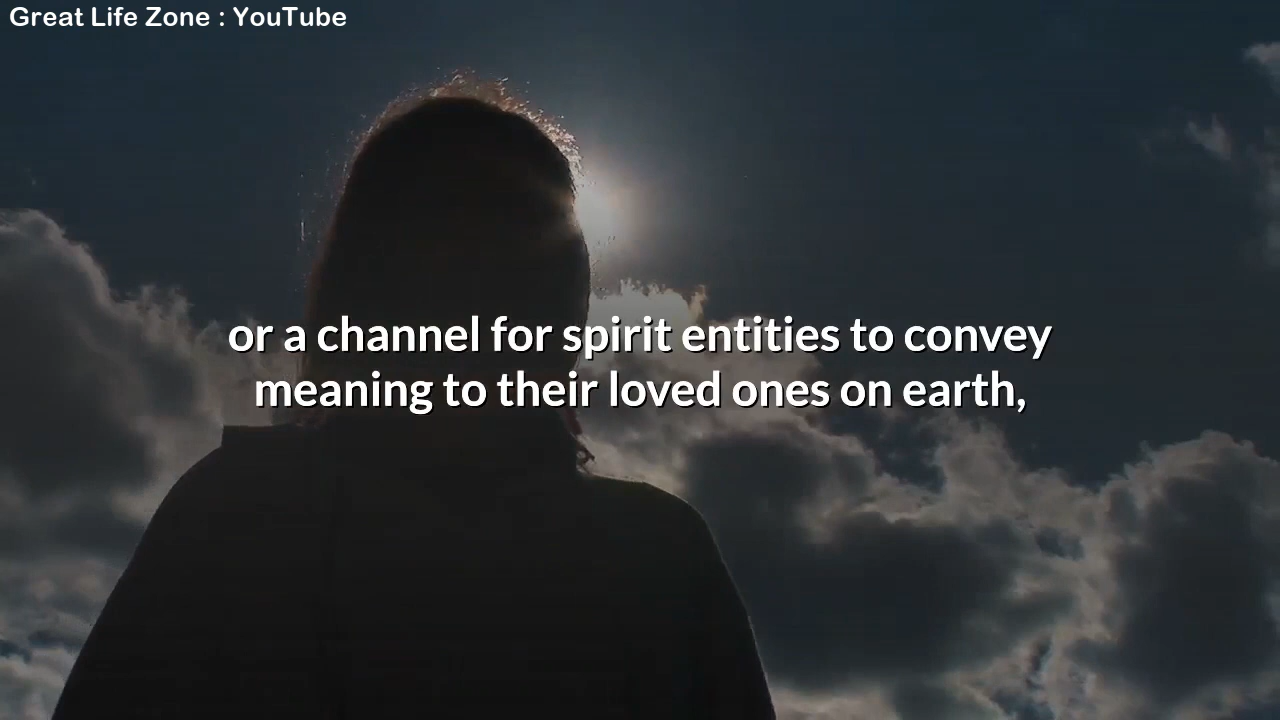 Great Life Zone : YouTube
or a channel for spirit entities to convey
meaning to their loved ones on earth,